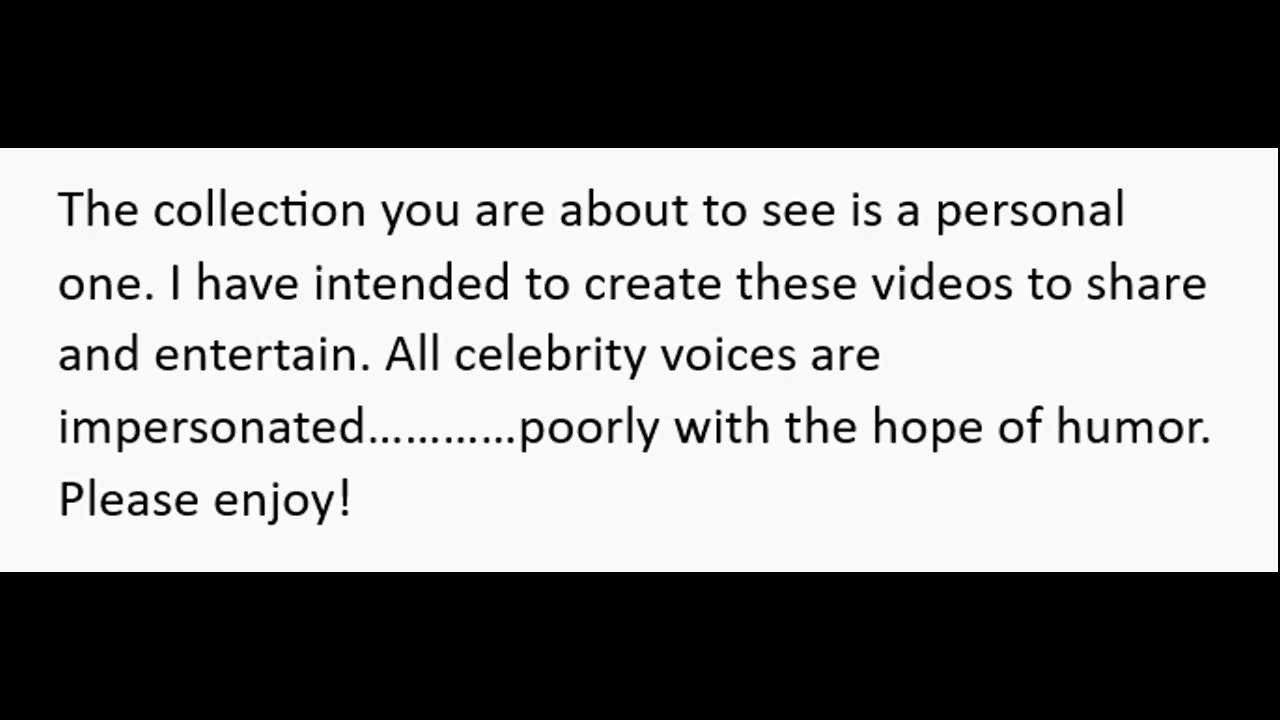 The collection you are about to see is a personal
one. I have intended to create these videos to share
and entertain. All celebrity voices are
impersonated…………poorly with the hope of humor.
Please enjoy!